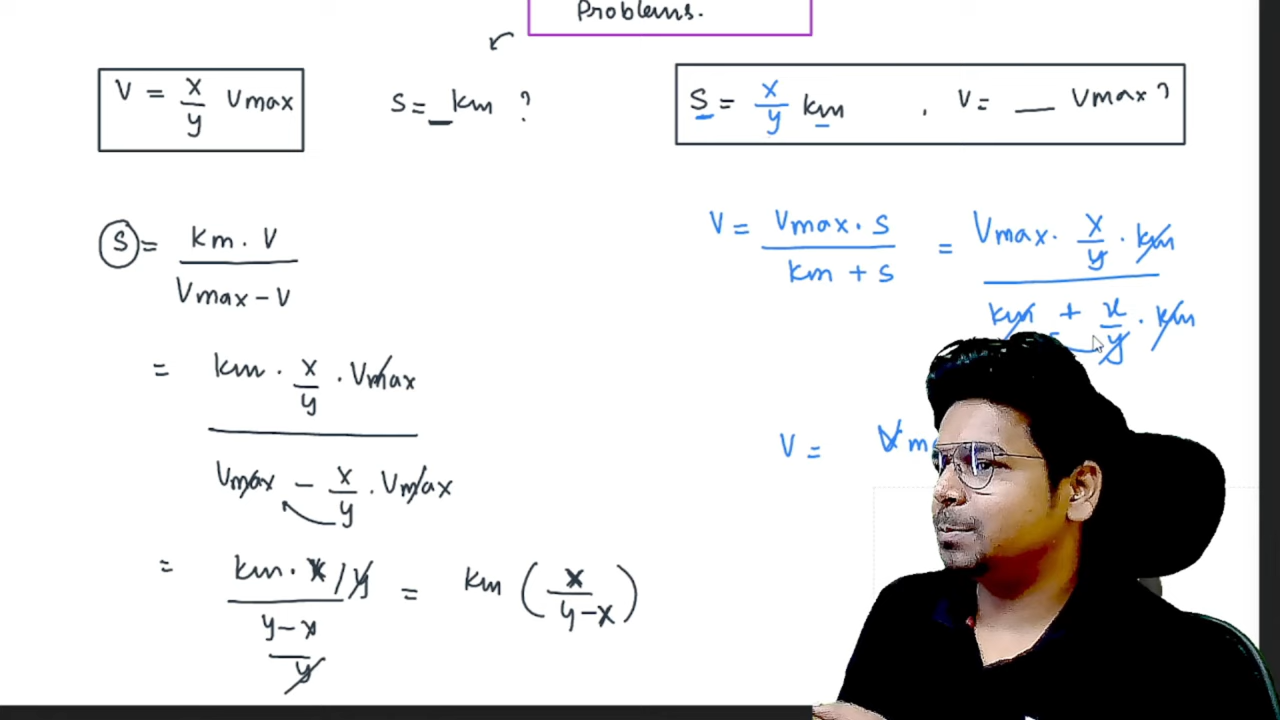 Problems.
V = x/y Vmax
S = _ km ?
S = x/y km , V = __ Vmax ?
S = km . V / Vmax - V
= km . x/y . Vmax / Vmax - x/y . Vmax
= km . x/y / y-x/y = km ( x / y-x )
V = Vmax . S / km + S = Vmax . x/y . km / km + x/y . km
V = Vm